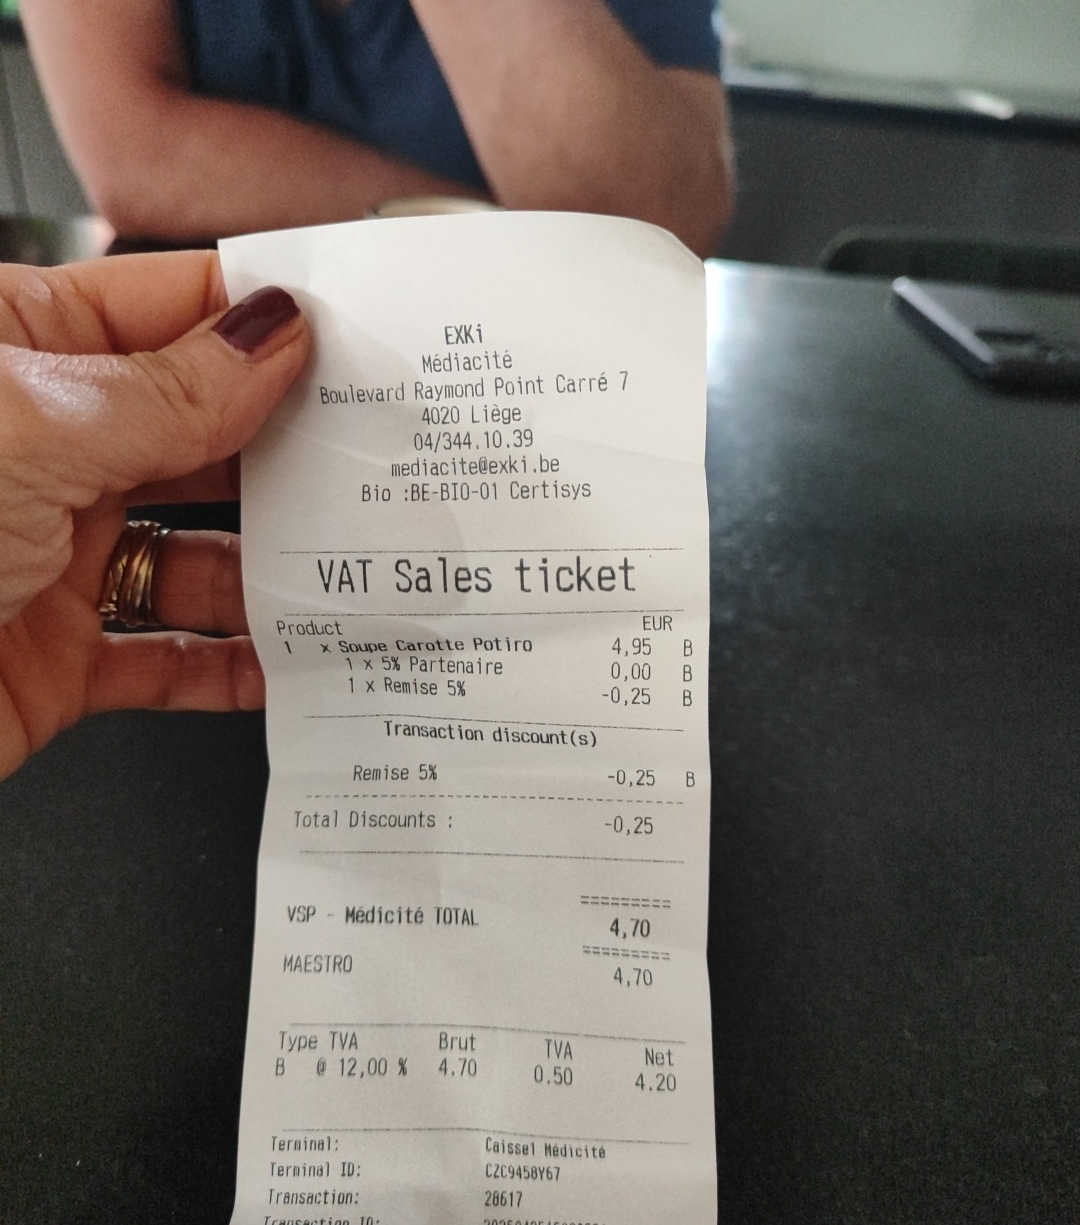 EXKi
Médiacité
Boulevard Raymond Point Carré 7
4020 Liège
04/344.10.39
mediacite@exki.be
Bio :BE-BIO-01 Certisys
VAT Sales ticket
Product EUR
1 x Soupe Carotte Potiro 4,95 B
1 x 5% Partenaire 0,00 B
1 x Remise 5% -0,25 B
Transaction discount(s)
Remise 5% -0,25 B
Total Discounts : -0,25
=========
VSP - Médicité TOTAL 4,70
=========
MAESTRO 4,70
Type TVA Brut TVA Net
B @ 12,00 % 4.70 0.50 4.20
Terminal: Caisse1 Médicité
Terminal ID: CZC9458Y67
Transaction: 28617
Transaction ID: